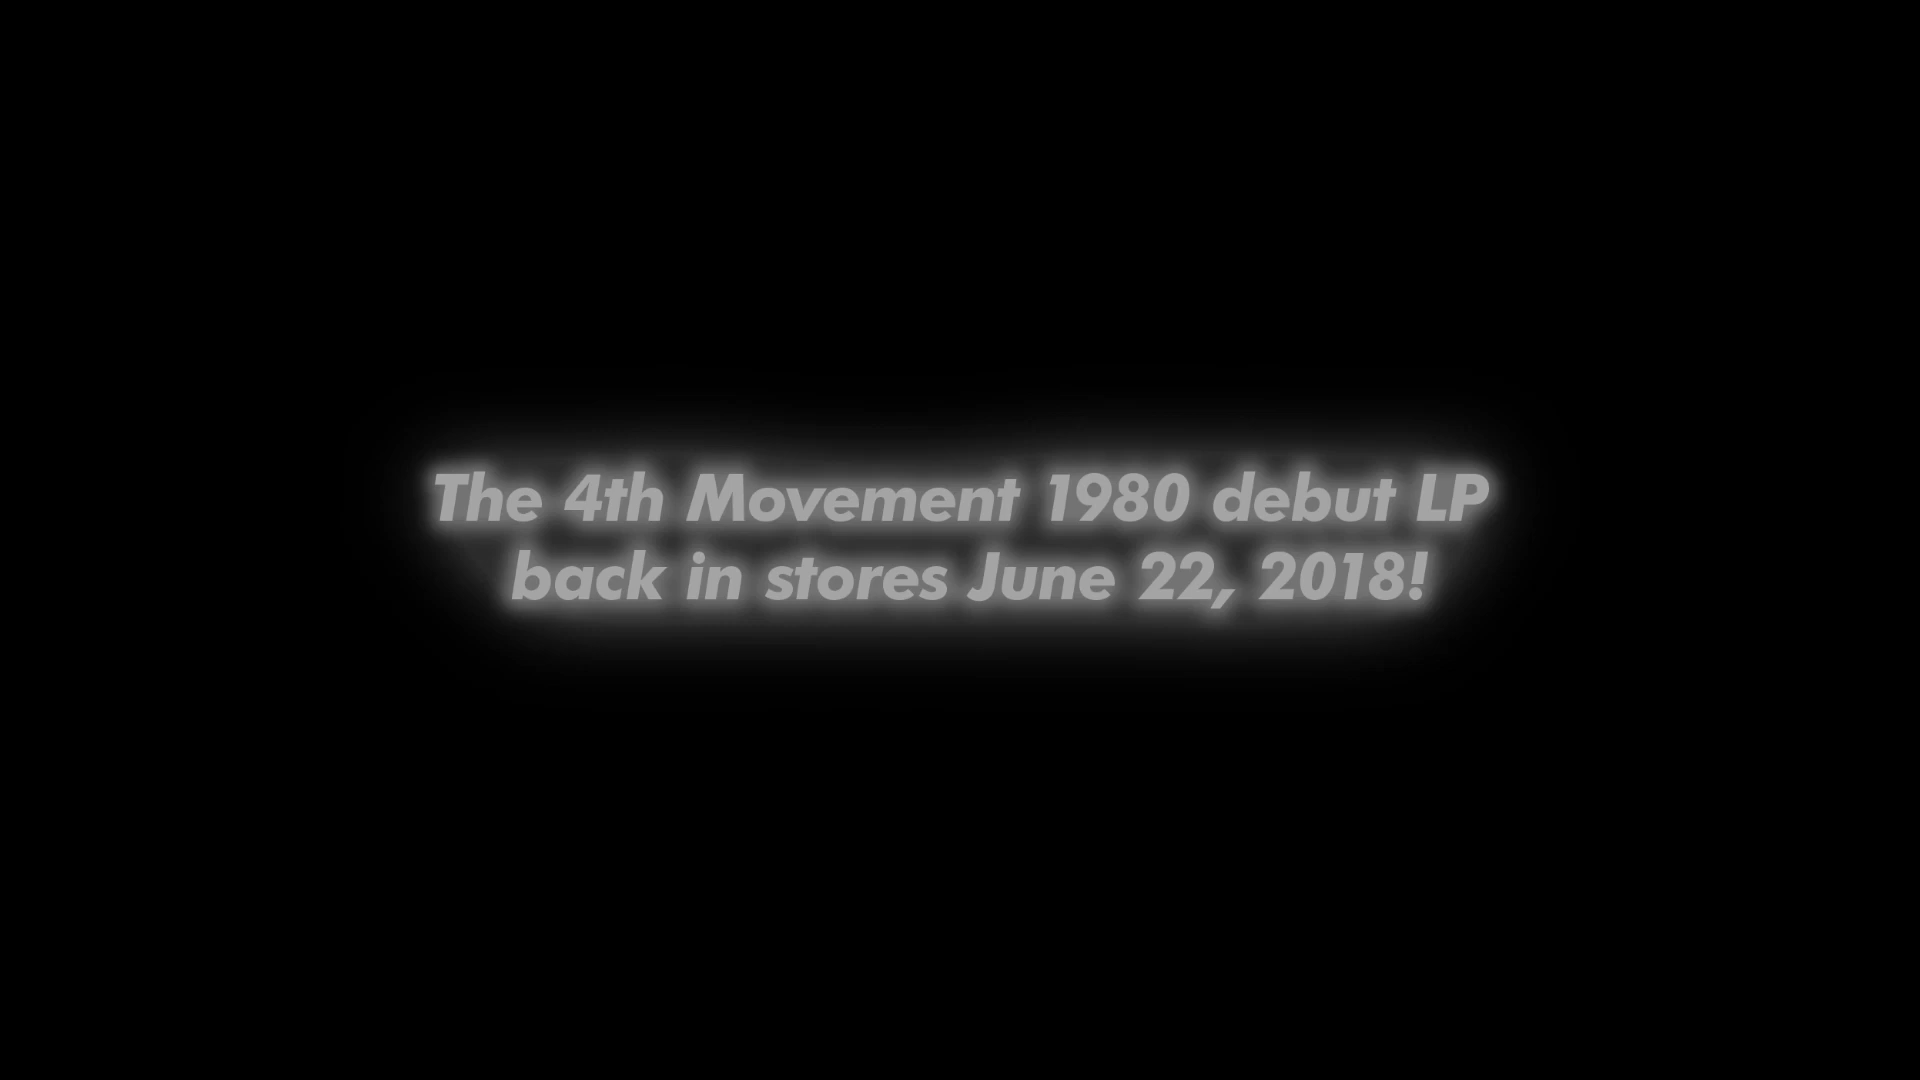 The 4th Movement 1980 debut LP
back in stores June 22, 2018!